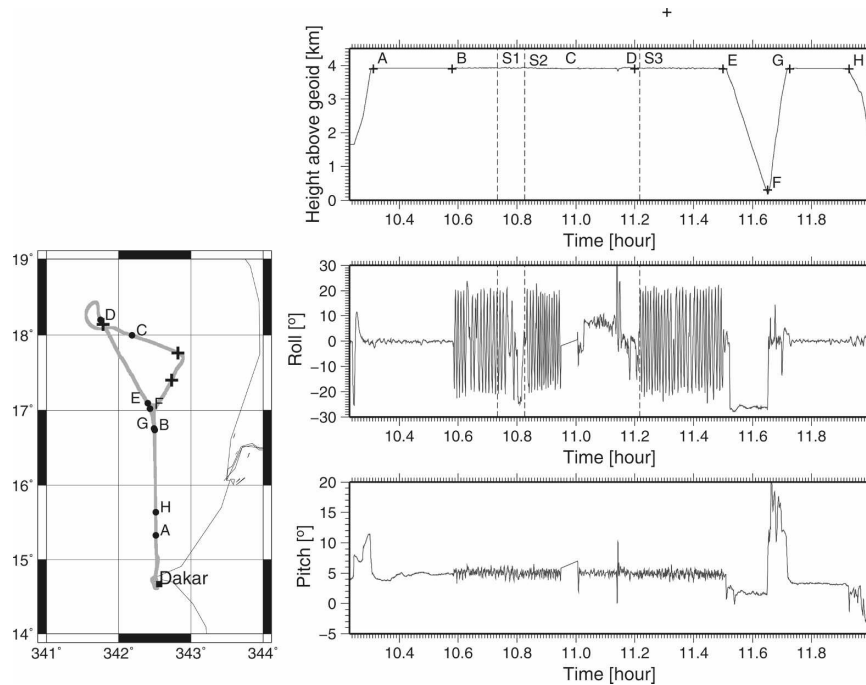 A B S1 S2 C D S3 E G H
F
Height above geoid [km]
4
3
2
1
0
10.4 10.6 10.8 11.0 11.2 11.4 11.6 11.8
Time [hour]
Roll [°]
30
20
10
0
−10
−20
−30
10.4 10.6 10.8 11.0 11.2 11.4 11.6 11.8
Time [hour]
Pitch [°]
20
15
10
5
0
−5
10.4 10.6 10.8 11.0 11.2 11.4 11.6 11.8
Time [hour]
19°
18°
17°
16°
15°
14°
D
C
E F
G B
H
A
Dakar
341° 342° 343° 344°